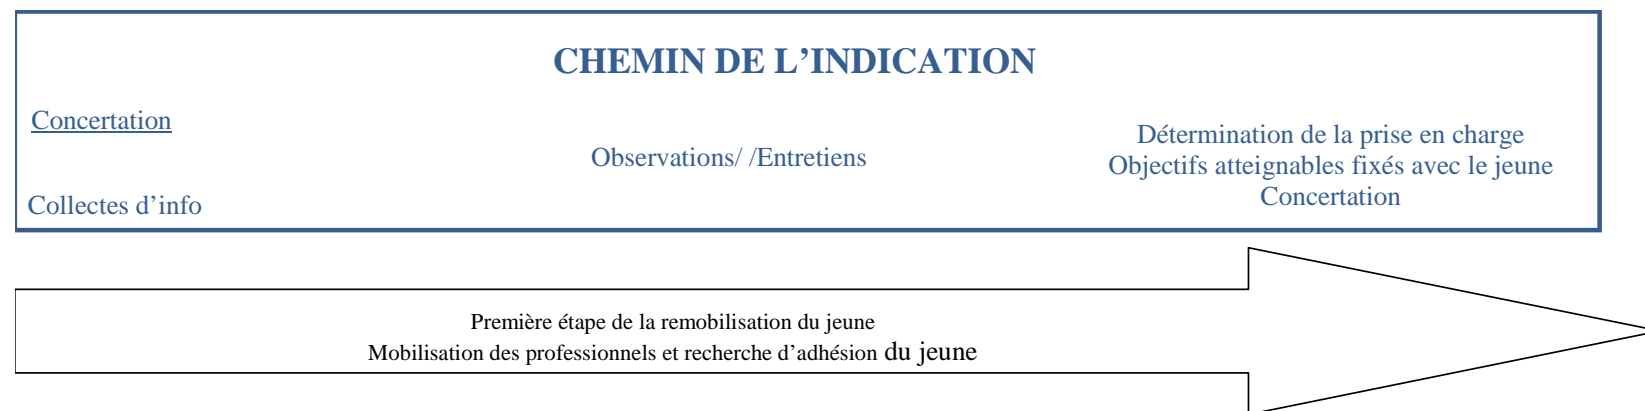 CHEMIN DE L’INDICATION
Concertation
Collectes d’info
Observations/ /Entretiens
Détermination de la prise en charge
Objectifs atteignables fixés avec le jeune
Concertation
Première étape de la remobilisation du jeune
Mobilisation des professionnels et recherche d’adhésion du jeune